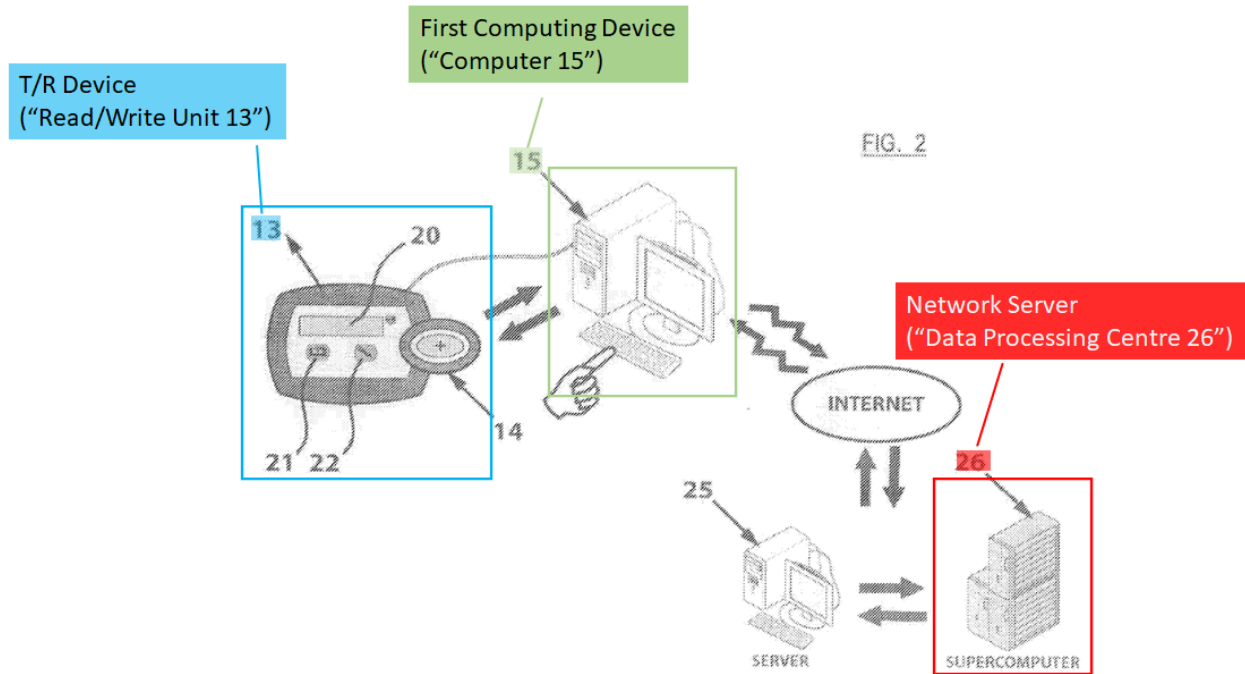 First Computing Device
(“Computer 15”)
T/R Device
(“Read/Write Unit 13”)
FIG. 2
15
13
20
Network Server
(“Data Processing Centre 26”)
INTERNET
14
21 22
26
25
SERVER
SUPERCOMPUTER